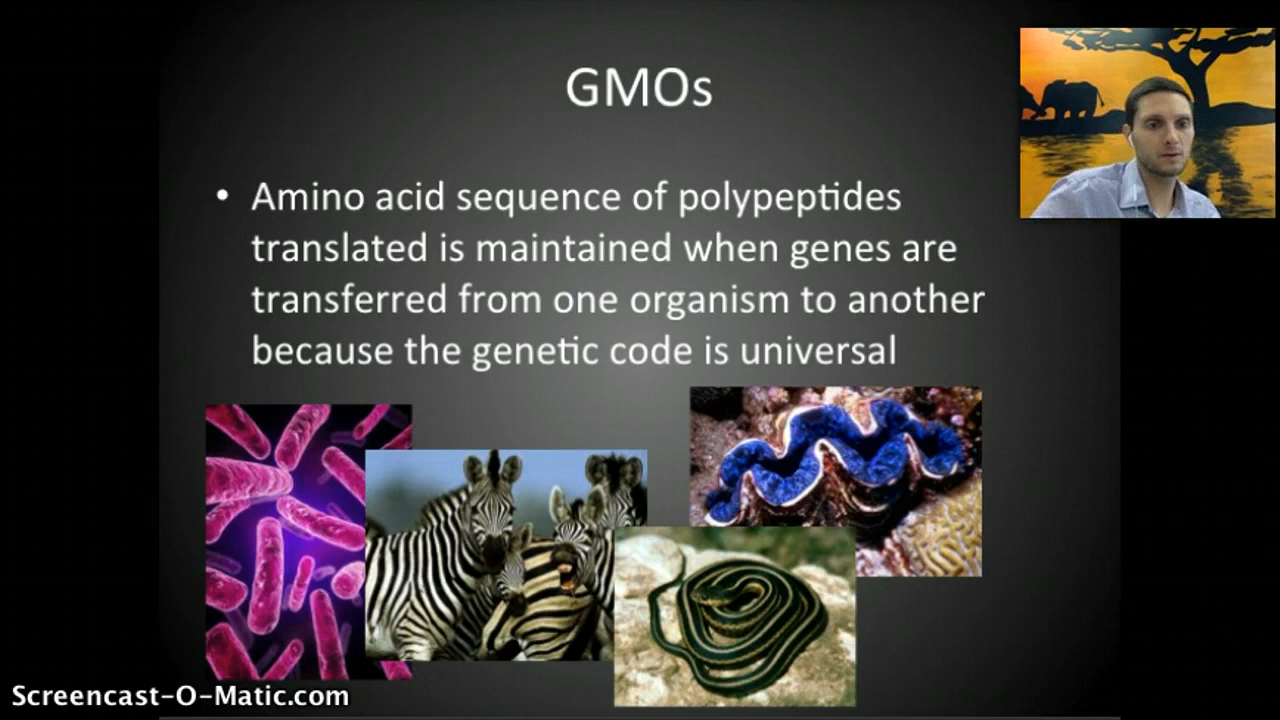 GMOs
• Amino acid sequence of polypeptides
translated is maintained when genes are
transferred from one organism to another
because the genetic code is universal
Screencast-O-Matic.com